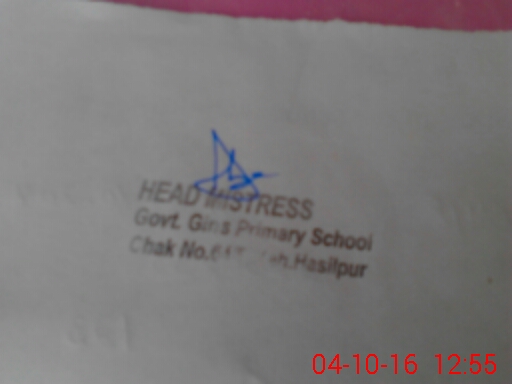 HEAD MISTRESS
Govt. Girls Primary School
Chak No. Hasilpur
04-10-16 12:55